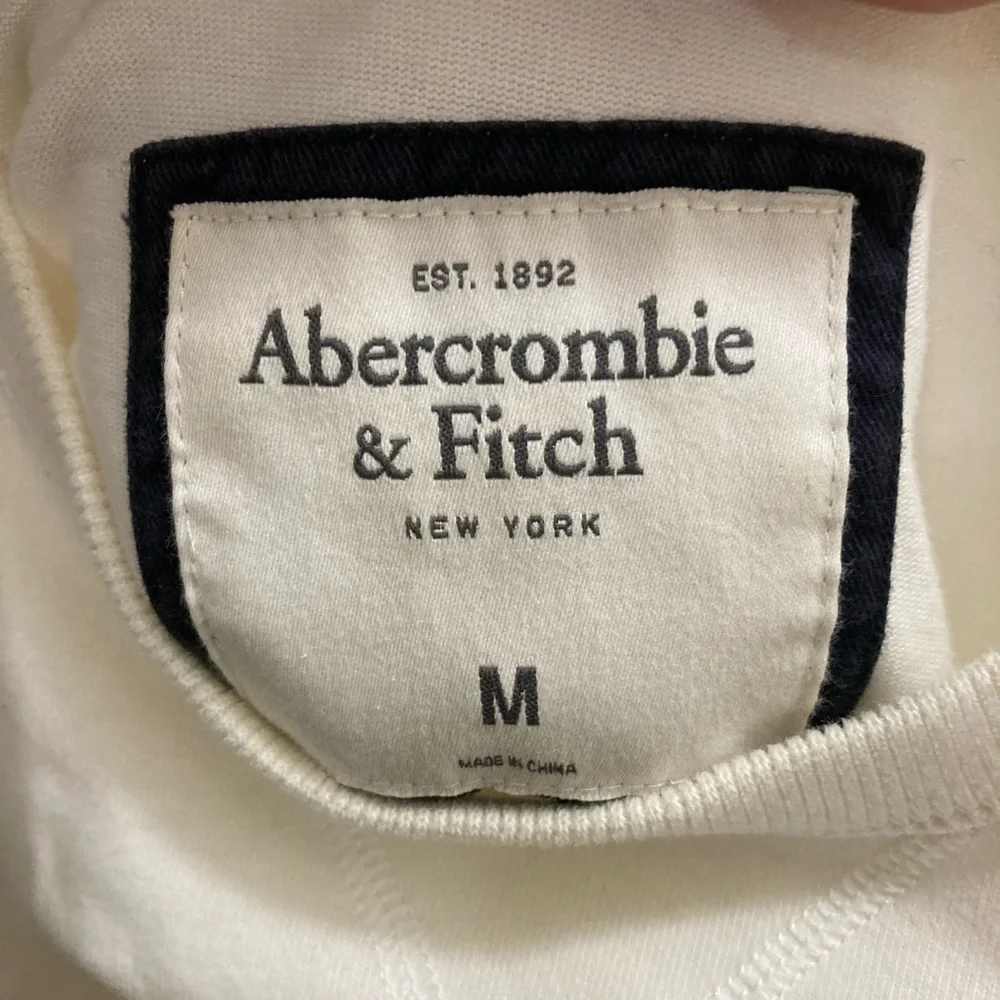 EST. 1892
Abercrombie
& Fitch
NEW YORK
M
MADE IN CHINA